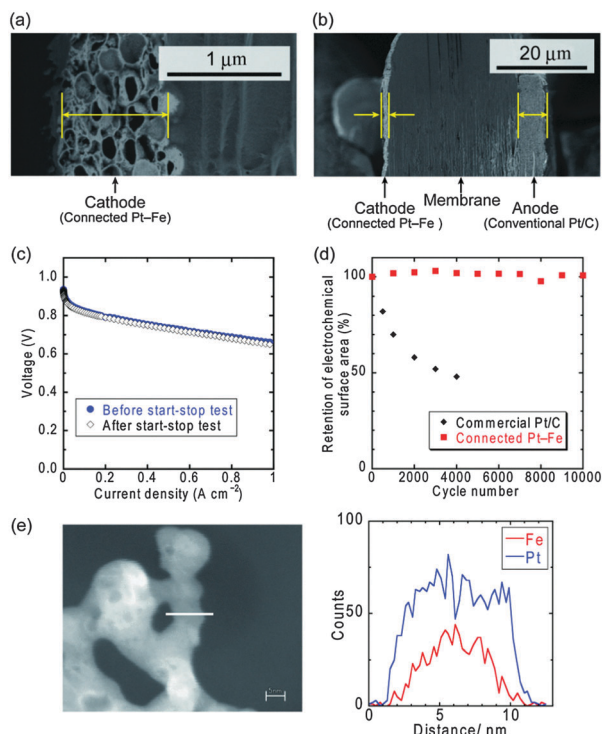 (a)
1 µm
Cathode
(Connected Pt–Fe)
(b)
20 µm
Cathode
(Connected Pt–Fe )
Membrane
Anode
(Conventional Pt/C)
(c)
Voltage (V)
1.0
0.8
0.6
0.4
0.2
0.0
Before start-stop test
After start-stop test
0 0.2 0.4 0.6 0.8 1
Current density (A cm⁻²)
(d)
Retention of electrochemical
surface area (%)
100
50
0
Commercial Pt/C
Connected Pt–Fe
0 2000 4000 6000 8000 10000
Cycle number
(e)
Counts
100
50
0
Fe
Pt
0 5 10
Distance/ nm